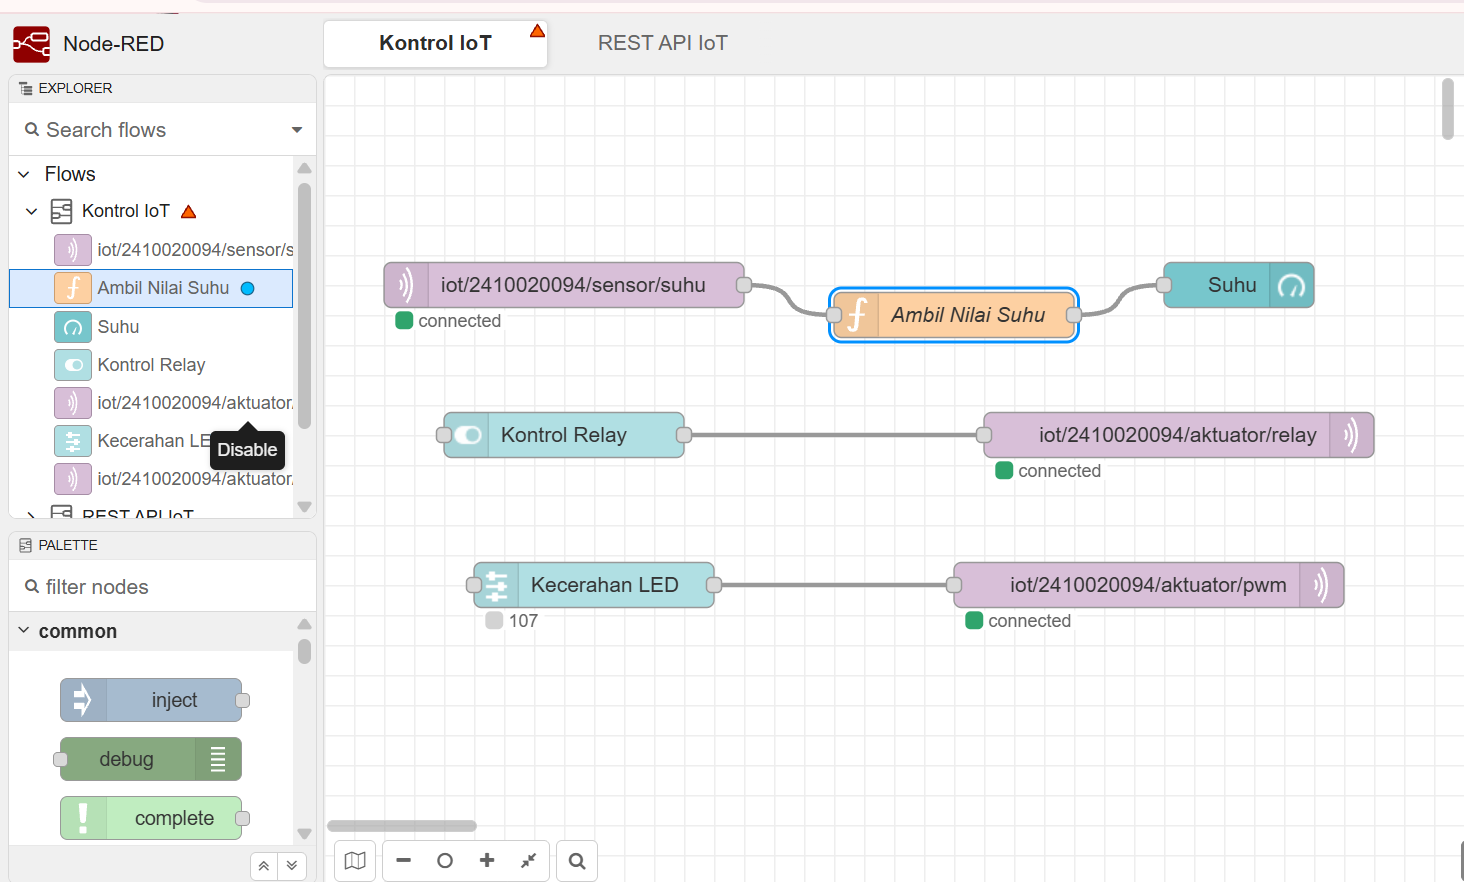 Node-RED
Kontrol IoT
REST API IoT
EXPLORER
Search flows
Flows
Kontrol IoT
iot/2410020094/sensor/s
Ambil Nilai Suhu
Suhu
Kontrol Relay
iot/2410020094/aktuator.
Kecerahan LE
Disable
iot/2410020094/aktuator.
REST API IoT
PALETTE
filter nodes
common
inject
debug
complete
iot/2410020094/sensor/suhu
connected
Ambil Nilai Suhu
Suhu
Kontrol Relay
iot/2410020094/aktuator/relay
connected
Kecerahan LED
107
iot/2410020094/aktuator/pwm
connected